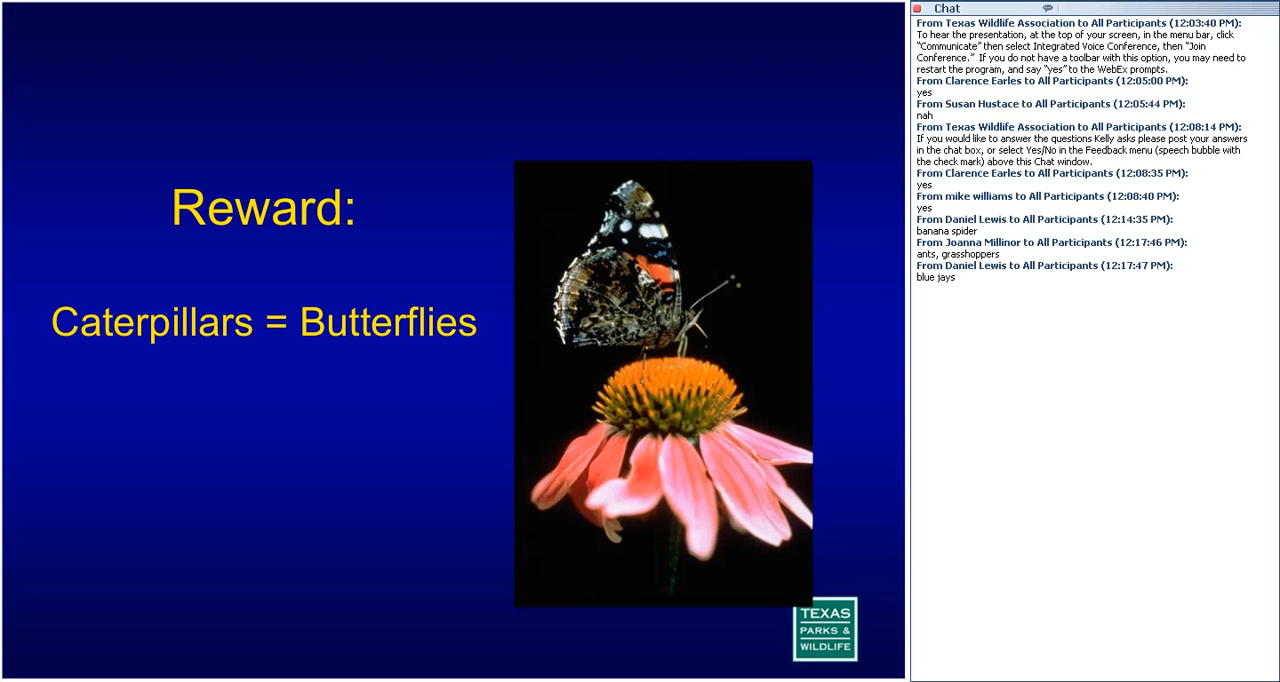 Reward:
Caterpillars = Butterflies
TEXAS
PARKS &
WILDLIFE
Chat
From Texas Wildlife Association to All Participants (12:03:40 PM):
To hear the presentation, at the top of your screen, in the menu bar, click
“Communicate” then select Integrated Voice Conference, then “Join
Conference.” If you do not have a toolbar with this option, you may need to
restart the program, and say “yes” to the WebEx prompts.
From Clarence Earles to All Participants (12:05:00 PM):
yes
From Susan Hustace to All Participants (12:05:44 PM):
nah
From Texas Wildlife Association to All Participants (12:08:14 PM):
If you would like to answer the questions Kelly asks please post your answers
in the chat box, or select Yes/No in the Feedback menu (speech bubble with
the check mark) above this Chat window.
From Clarence Earles to All Participants (12:08:35 PM):
yes
From mike williams to All Participants (12:08:40 PM):
yes
From Daniel Lewis to All Participants (12:14:35 PM):
banana spider
From Joanna Millinor to All Participants (12:17:46 PM):
ants, grasshoppers
From Daniel Lewis to All Participants (12:17:47 PM):
blue jays